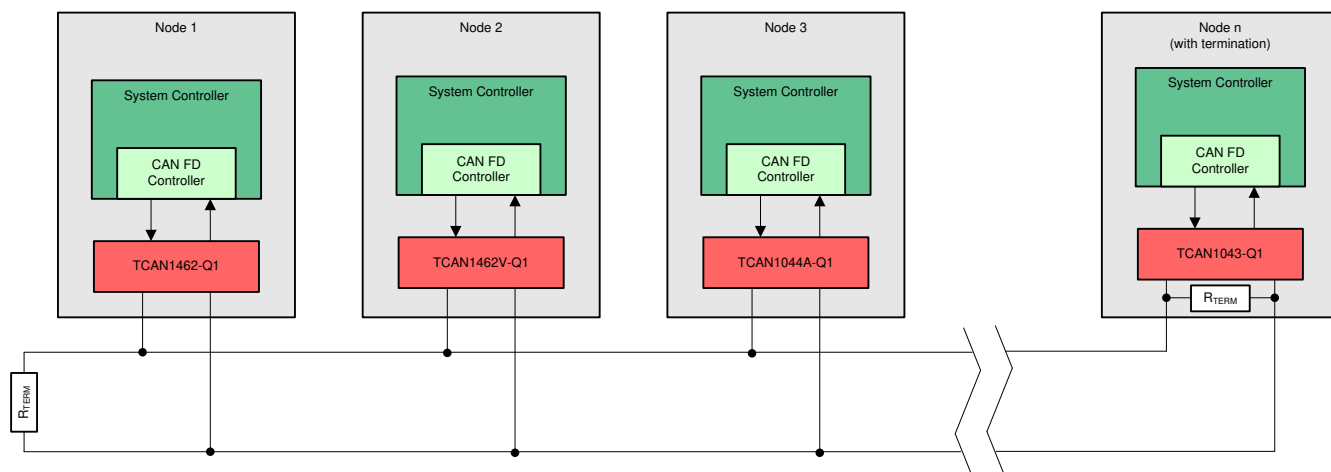 Node 1
System Controller
CAN FD
Controller
TCAN1462-Q1
Node 2
System Controller
CAN FD
Controller
TCAN1462V-Q1
Node 3
System Controller
CAN FD
Controller
TCAN1044A-Q1
Node n
(with termination)
System Controller
CAN FD
Controller
TCAN1043-Q1
RTERM
RTERM